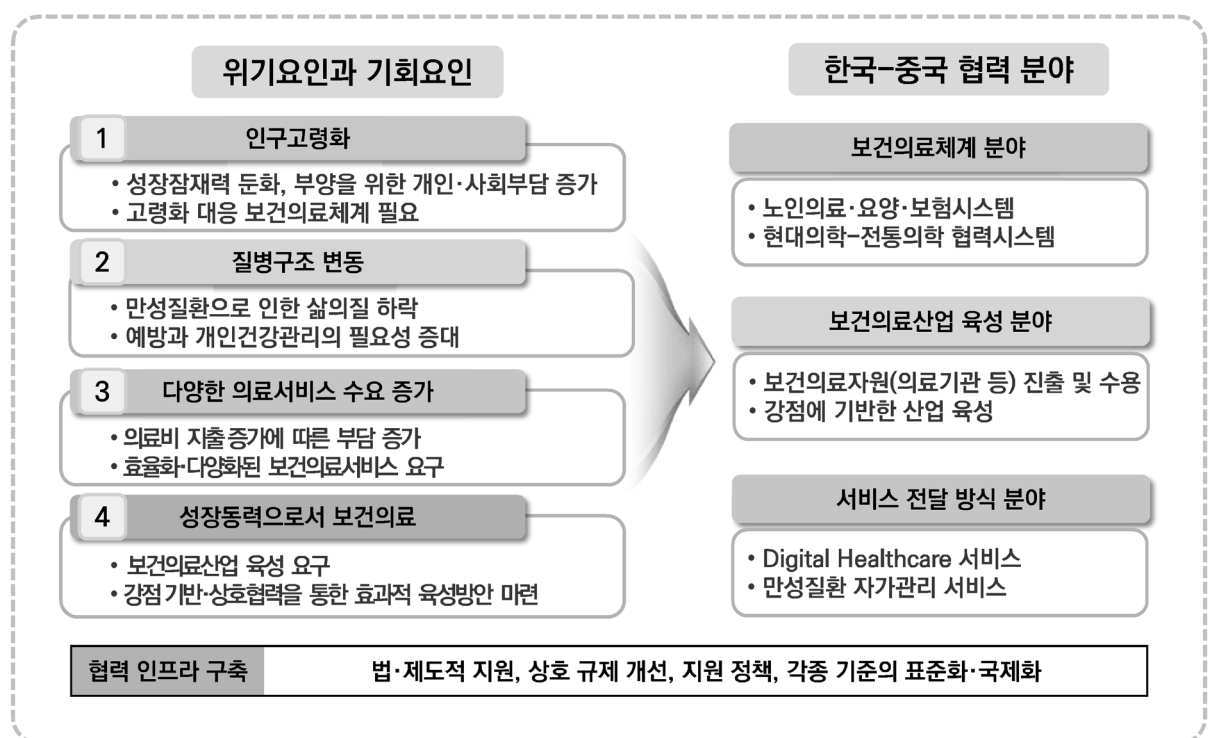 위기요인과 기회요인
1 인구고령화
• 성장잠재력 둔화, 부양을 위한 개인·사회부담 증가
• 고령화 대응 보건의료체계 필요
2 질병구조 변동
• 만성질환으로 인한 삶의질 하락
• 예방과 개인건강관리의 필요성 증대
3 다양한 의료서비스 수요 증가
• 의료비 지출증가에 따른 부담 증가
• 효율화·다양화된 보건의료서비스 요구
4 성장동력으로서 보건의료
• 보건의료산업 육성 요구
• 강점기반·상호협력을 통한 효과적 육성방안 마련
한국-중국 협력 분야
보건의료체계 분야
• 노인의료·요양·보험시스템
• 현대의학-전통의학 협력시스템
보건의료산업 육성 분야
• 보건의료자원(의료기관 등) 진출 및 수용
• 강점에 기반한 산업 육성
서비스 전달 방식 분야
• Digital Healthcare 서비스
• 만성질환 자가관리 서비스
협력 인프라 구축 법·제도적 지원, 상호 규제 개선, 지원 정책, 각종 기준의 표준화·국제화